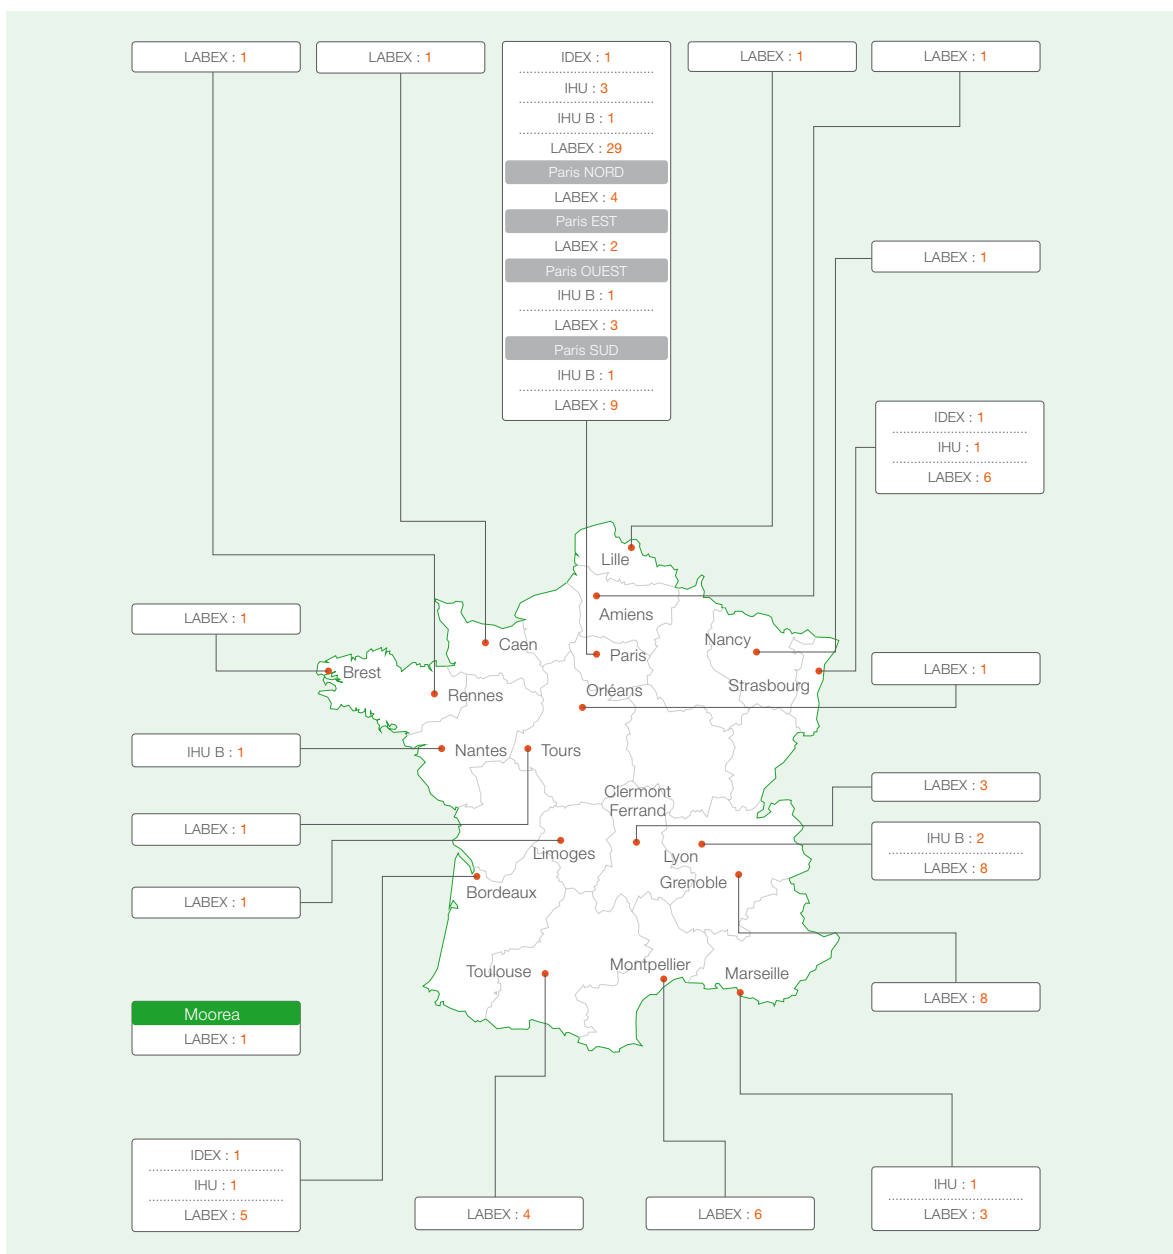 LABEX : 1
LABEX : 1
IDEX : 1
IHU : 3
IHU B : 1
LABEX : 29
Paris NORD
LABEX : 4
Paris EST
LABEX : 2
Paris OUEST
IHU B : 1
LABEX : 3
Paris SUD
IHU B : 1
LABEX : 9
LABEX : 1
LABEX : 1
LABEX : 1
IDEX : 1
IHU : 1
LABEX : 6
Lille
Amiens
Caen
Paris
Nancy
Strasbourg
Orléans
Brest
Rennes
Nantes
Tours
Clermont
Ferrand
Limoges
Lyon
Grenoble
Bordeaux
Toulouse
Montpellier
Marseille
LABEX : 1
IHU B : 1
LABEX : 1
LABEX : 1
Moorea
LABEX : 1
IDEX : 1
IHU : 1
LABEX : 5
LABEX : 1
LABEX : 3
IHU B : 2
LABEX : 8
LABEX : 8
LABEX : 4
LABEX : 6
IHU : 1
LABEX : 3